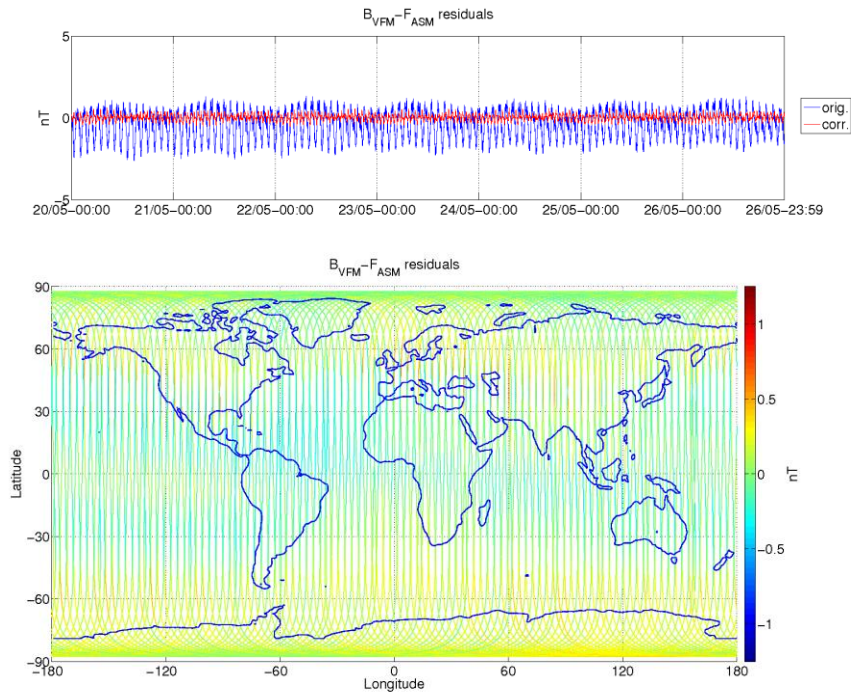 B_VFM−F_ASM residuals
5
0
−5
nT
20/05−00:00 21/05−00:00 22/05−00:00 23/05−00:00 24/05−00:00 25/05−00:00 26/05−00:00 26/05−23:59
orig.
corr.
B_VFM−F_ASM residuals
90
60
30
0
−30
−60
−90
Latitude
−180 −120 −60 0 60 120 180
Longitude
1
0.5
0
−0.5
−1
nT